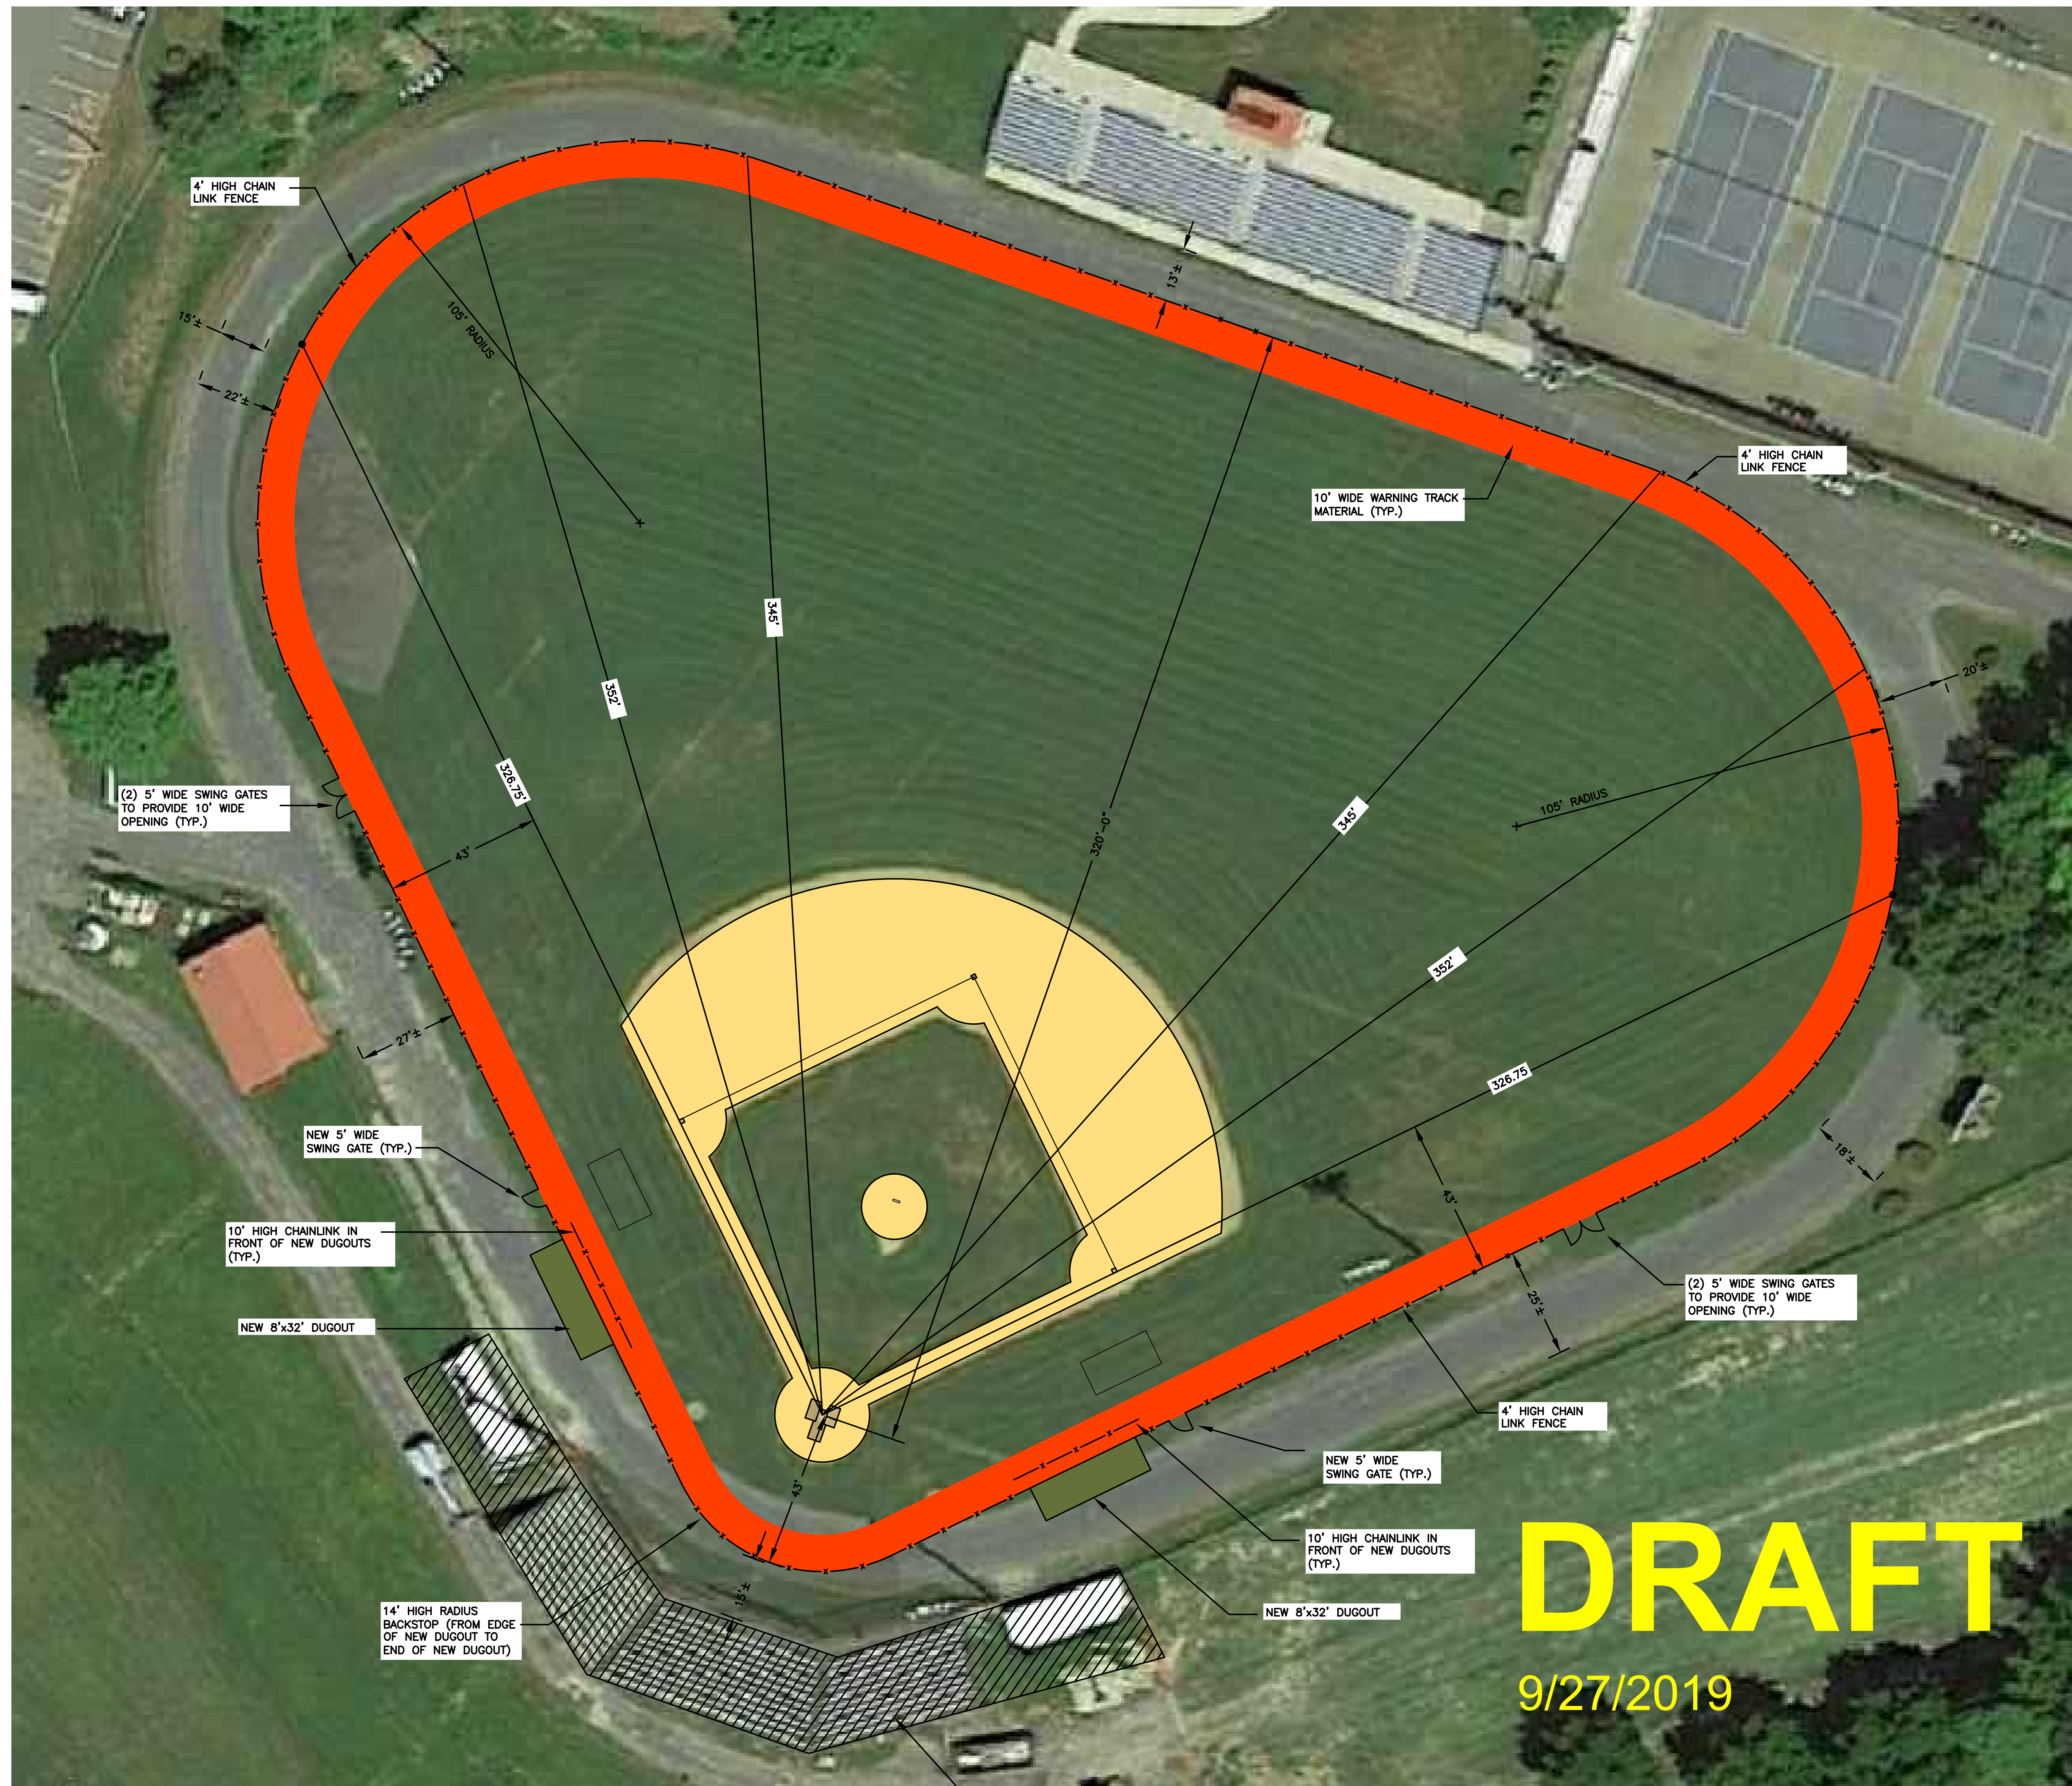 4' HIGH CHAIN
LINK FENCE
13'±
15'±
105' RADIUS
22'±
4' HIGH CHAIN
LINK FENCE
10' WIDE WARNING TRACK
MATERIAL (TYP.)
345'
352'
20'±
326.75'
(2) 5' WIDE SWING GATES
TO PROVIDE 10' WIDE
OPENING (TYP.)
105' RADIUS
345'
320'-0"
43'
352'
27'±
326.75
NEW 5' WIDE
SWING GATE (TYP.)
18'±
43'
10' HIGH CHAINLINK IN
FRONT OF NEW DUGOUTS
(TYP.)
(2) 5' WIDE SWING GATES
TO PROVIDE 10' WIDE
OPENING (TYP.)
25'±
NEW 8'x32' DUGOUT
4' HIGH CHAIN
LINK FENCE
NEW 5' WIDE
SWING GATE (TYP.)
43'
10' HIGH CHAINLINK IN
FRONT OF NEW DUGOUTS
(TYP.)
15'±
NEW 8'x32' DUGOUT
14' HIGH RADIUS
BACKSTOP (FROM EDGE
OF NEW DUGOUT TO
END OF NEW DUGOUT)
DRAFT
9/27/2019